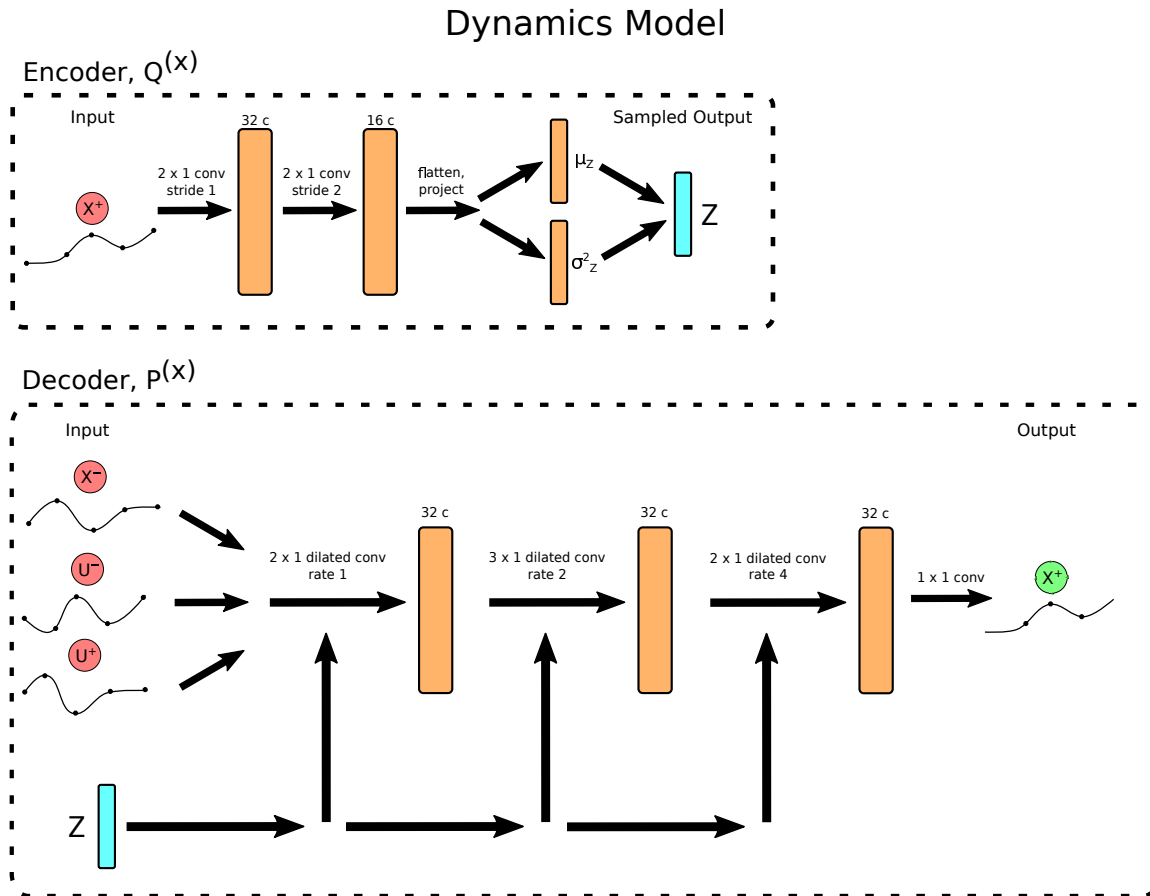 Dynamics Model
Encoder, Q(x)
Input
Sampled Output
32 c
16 c
2 x 1 conv
stride 1
2 x 1 conv
stride 2
flatten,
project
X+
μZ
σ2Z
Z
Decoder, P(x)
Input
Output
X−
U−
U+
32 c
32 c
32 c
2 x 1 dilated conv
rate 1
3 x 1 dilated conv
rate 2
2 x 1 dilated conv
rate 4
1 x 1 conv
X+
Z